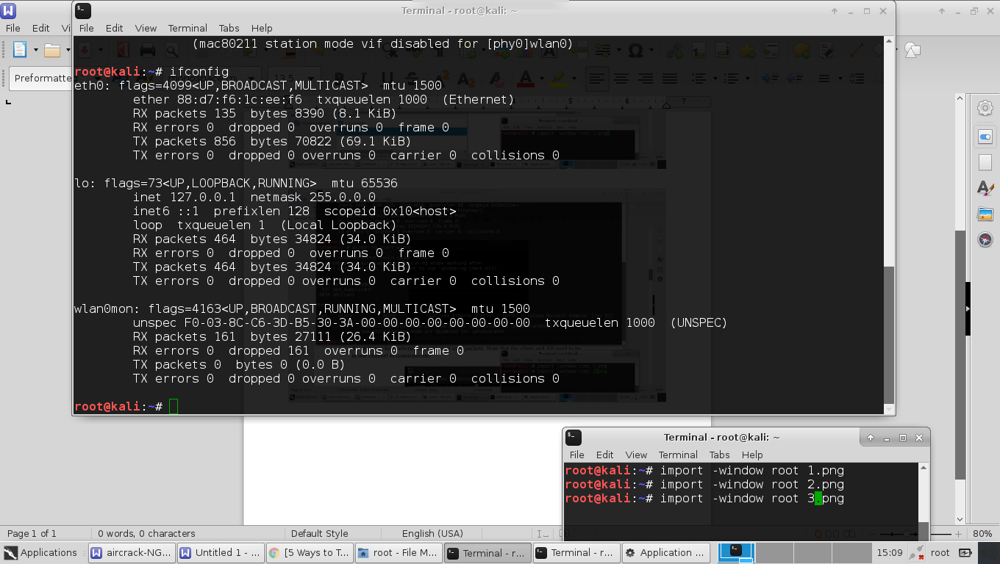 Terminal - root@kali: ~
File Edit View Terminal Tabs Help
File Edit Vi
Preformatte
(mac80211 station mode vif disabled for [phy0]wlan0)
root@kali:~# ifconfig
eth0: flags=4099<UP,BROADCAST,MULTICAST>  mtu 1500
ether 88:d7:f6:1c:ee:f6  txqueuelen 1000  (Ethernet)
RX packets 135  bytes 8390 (8.1 KiB)
RX errors 0  dropped 0  overruns 0  frame 0
TX packets 856  bytes 70822 (69.1 KiB)
TX errors 0  dropped 0 overruns 0  carrier 0  collisions 0
lo: flags=73<UP,LOOPBACK,RUNNING>  mtu 65536
inet 127.0.0.1  netmask 255.0.0.0
inet6 ::1  prefixlen 128  scopeid 0x10<host>
loop  txqueuelen 1  (Local Loopback)
RX packets 464  bytes 34824 (34.0 KiB)
RX errors 0  dropped 0  overruns 0  frame 0
TX packets 464  bytes 34824 (34.0 KiB)
TX errors 0  dropped 0 overruns 0  carrier 0  collisions 0
wlan0mon: flags=4163<UP,BROADCAST,RUNNING,MULTICAST>  mtu 1500
unspec F0-03-8C-C6-3D-B5-30-3A-00-00-00-00-00-00-00-00  txqueuelen 1000  (UNSPEC)
RX packets 161  bytes 27111 (26.4 KiB)
RX errors 0  dropped 161  overruns 0  frame 0
TX packets 0  bytes 0 (0.0 B)
TX errors 0  dropped 0 overruns 0  carrier 0  collisions 0
root@kali:~#
Terminal - root@kali: ~
File Edit View Terminal Tabs Help
root@kali:~# import -window root 1.png
root@kali:~# import -window root 2.png
root@kali:~# import -window root 3.png
Page 1 of 1 0 words, 0 characters Default Style English (USA) 80%
Applications aircrack-NG... Untitled 1 - ... [5 Ways to T... root - File M... Terminal - r... Terminal - r... Application ... 15:09 root